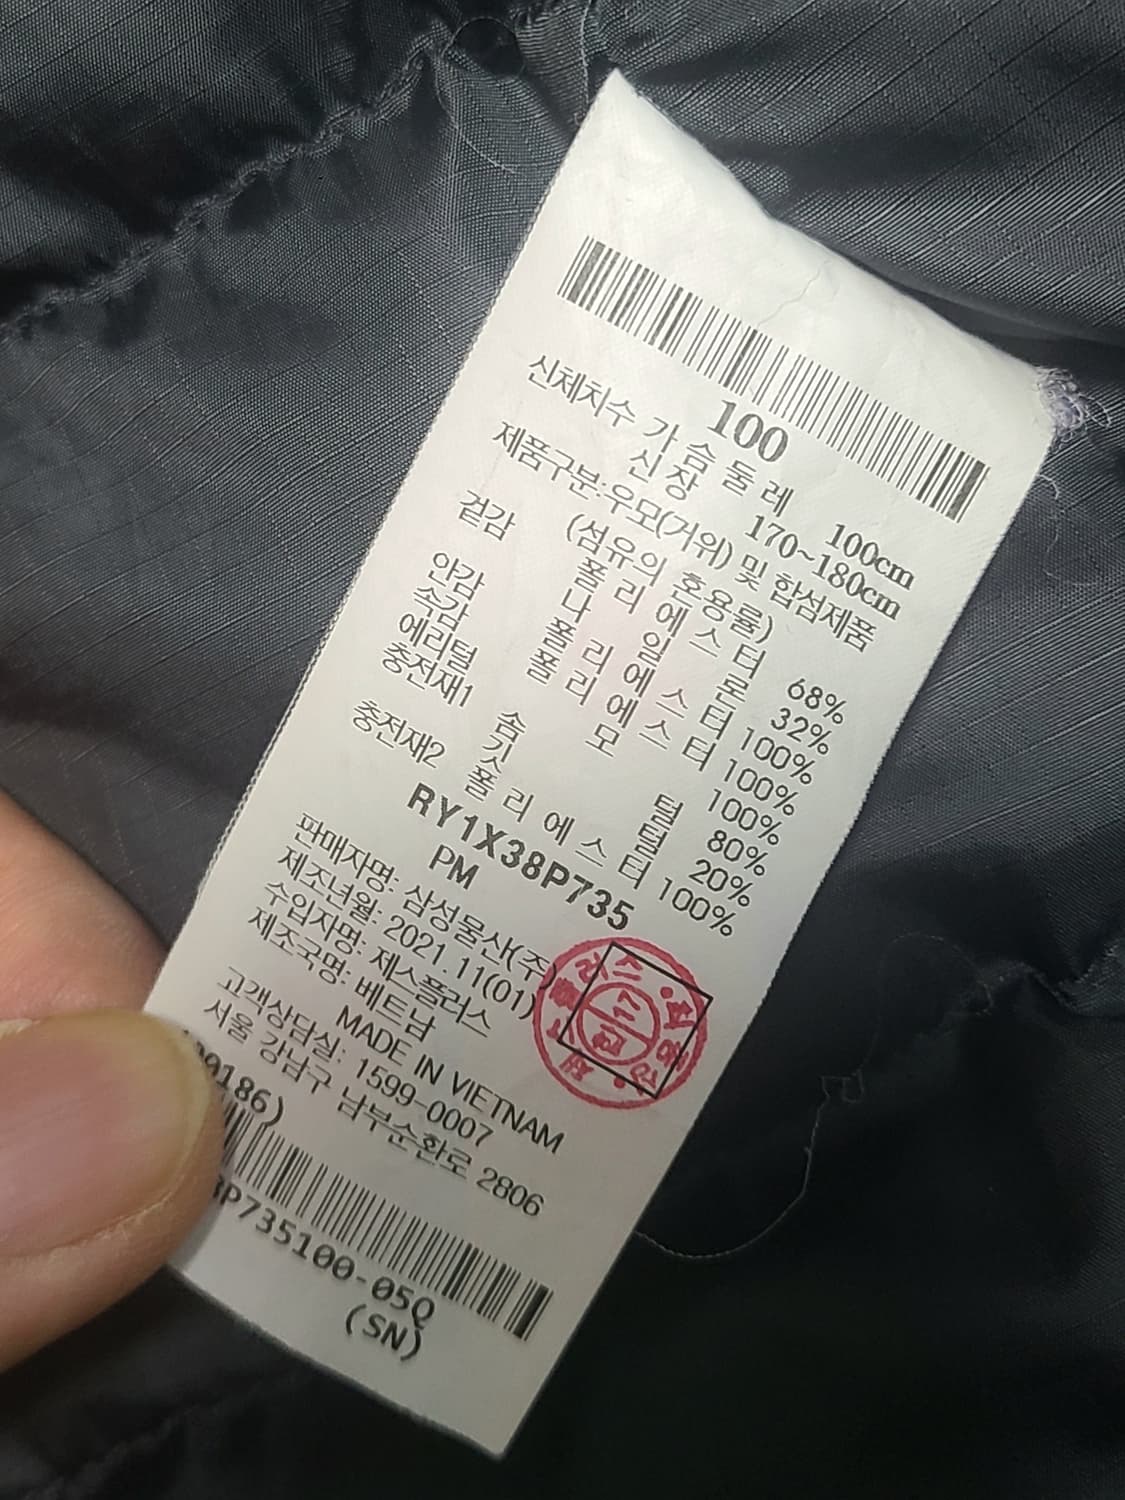 100
신체치수 가슴둘레 100cm
신장 170~180cm
제품구분:우모(거위) 및 합섬제품
(섬유의 혼용률)
겉감 폴리에스터 68%
나일론 32%
안감 폴리에스터 100%
속감 폴리에스터 100%
에리털 모 100%
충전재1 솜털 80%
깃털 20%
충전재2 폴리에스터 100%
RY1X38P735
PM
판매자명: 삼성물산(주)
제조년월: 2021.11(01)
수입자명: 제스플러스
제조국명: 베트남
MADE IN VIETNAM
고객상담실: 1599-0007
서울 강남구 남부순환로 2806
00186)
P735100-05Q
(SN)